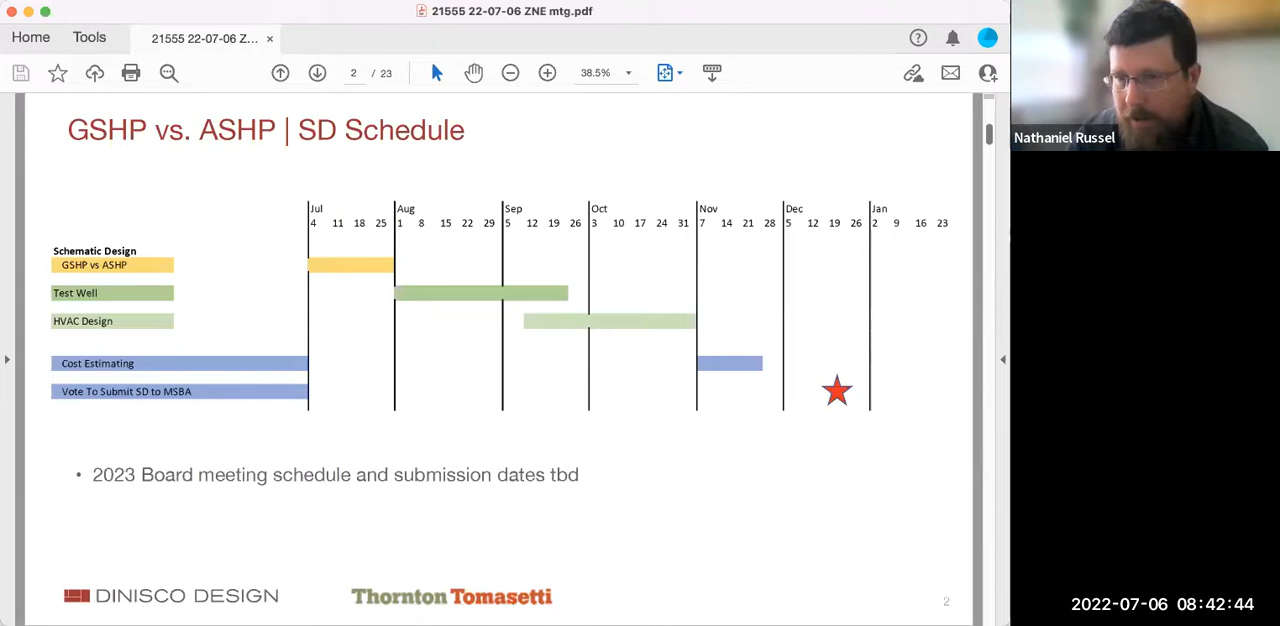 21555 22-07-06 ZNE mtg.pdf
Home Tools 21555 22-07-06 Z... ×
2 / 23 38.5%
GSHP vs. ASHP | SD Schedule
Jul Aug Sep Oct Nov Dec Jan
4 11 18 25 1 8 15 22 29 5 12 19 26 3 10 17 24 31 7 14 21 28 5 12 19 26 2 9 16 23
Schematic Design
GSHP vs ASHP
Test Well
HVAC Design
Cost Estimating
Vote To Submit SD to MSBA
• 2023 Board meeting schedule and submission dates tbd
DINISCO DESIGN
Thornton Tomasetti
2
Nathaniel Russel
2022-07-06 08:42:44